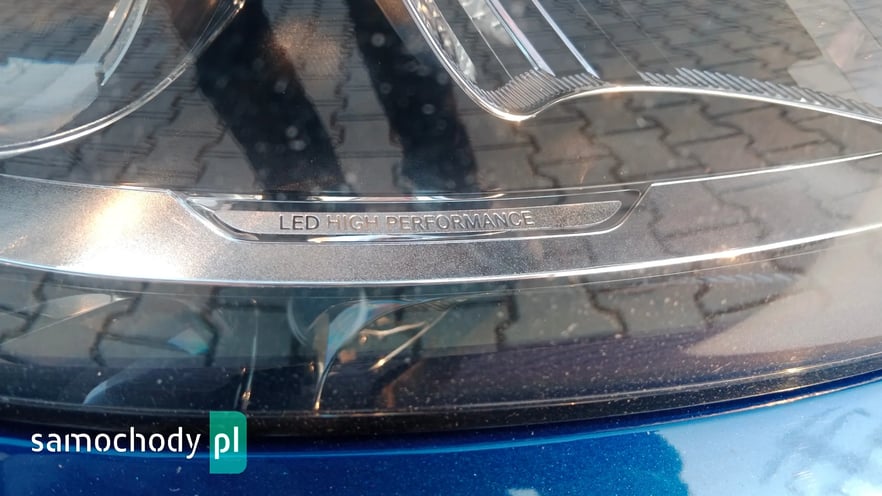 LED HIGH PERFORMANCE
samochody pl